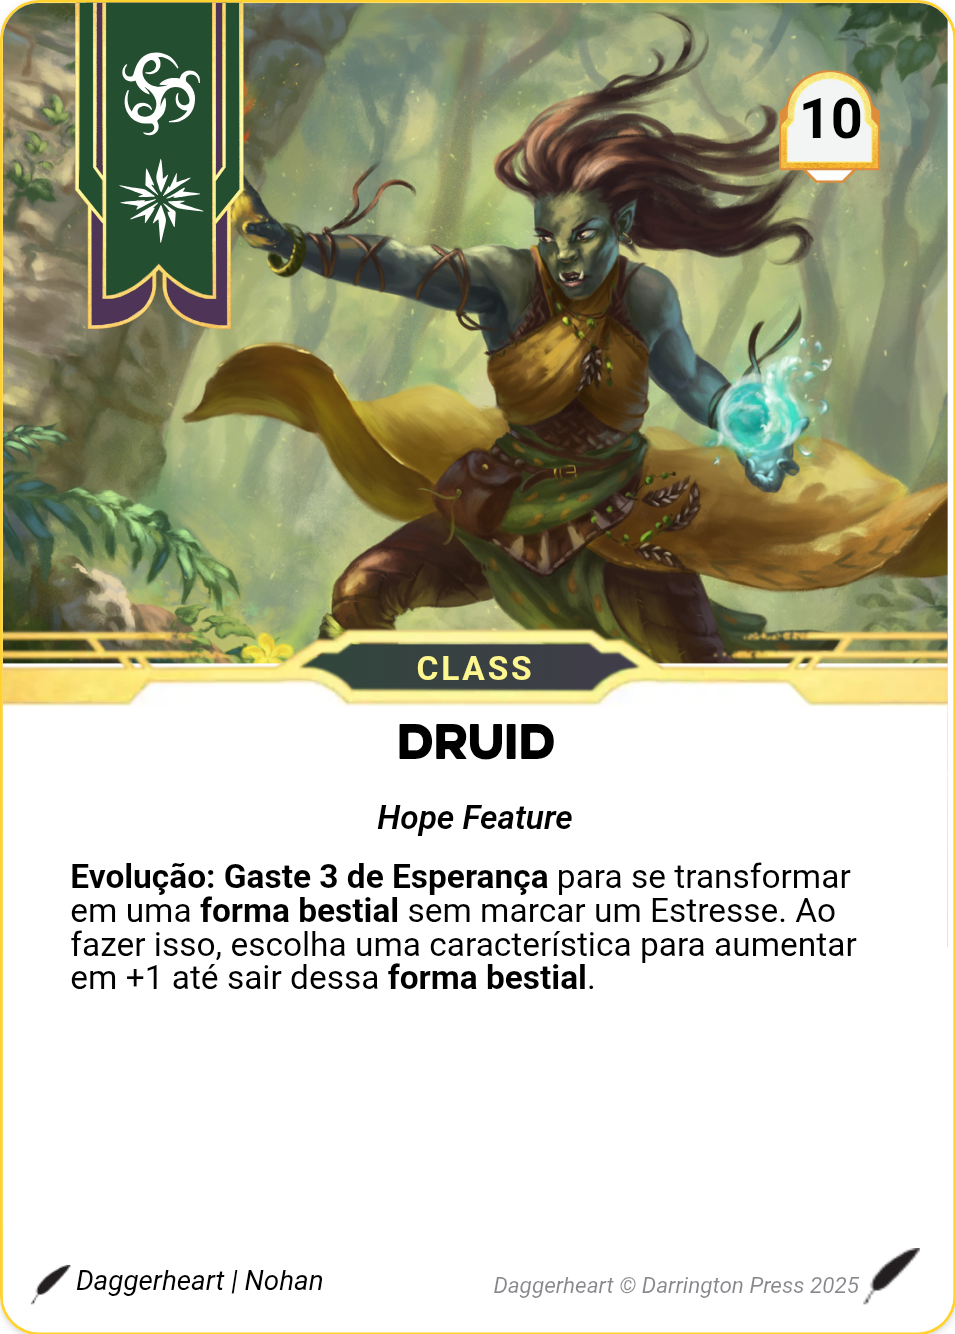 10
CLASS
DRUID
Hope Feature
Evolução: Gaste 3 de Esperança para se transformar
em uma forma bestial sem marcar um Estresse. Ao
fazer isso, escolha uma característica para aumentar
em +1 até sair dessa forma bestial.
Daggerheart | Nohan
Daggerheart © Darrington Press 2025